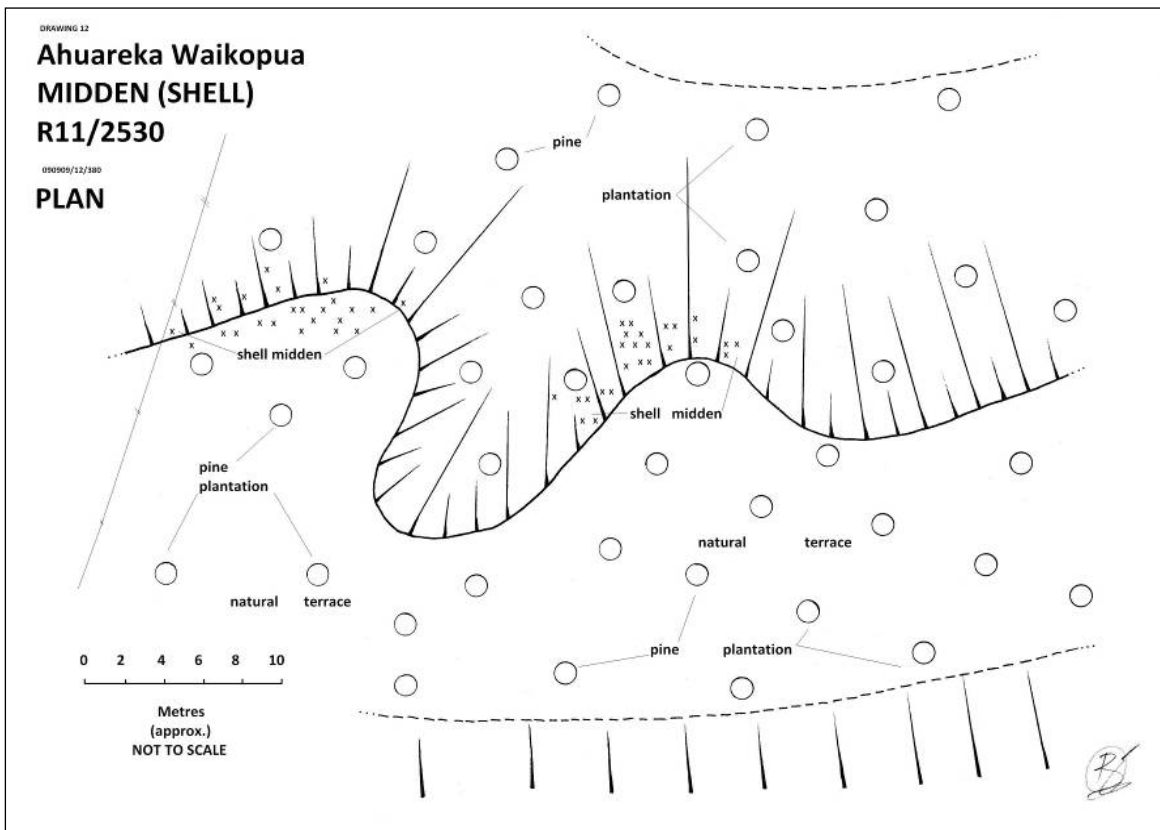 DRAWING 12
Ahuareka Waikopua
MIDDEN (SHELL)
R11/2530
090909/12/380
PLAN
pine
plantation
shell midden
shell midden
pine
plantation
natural terrace
natural terrace
pine plantation
0 2 4 6 8 10
Metres
(approx.)
NOT TO SCALE